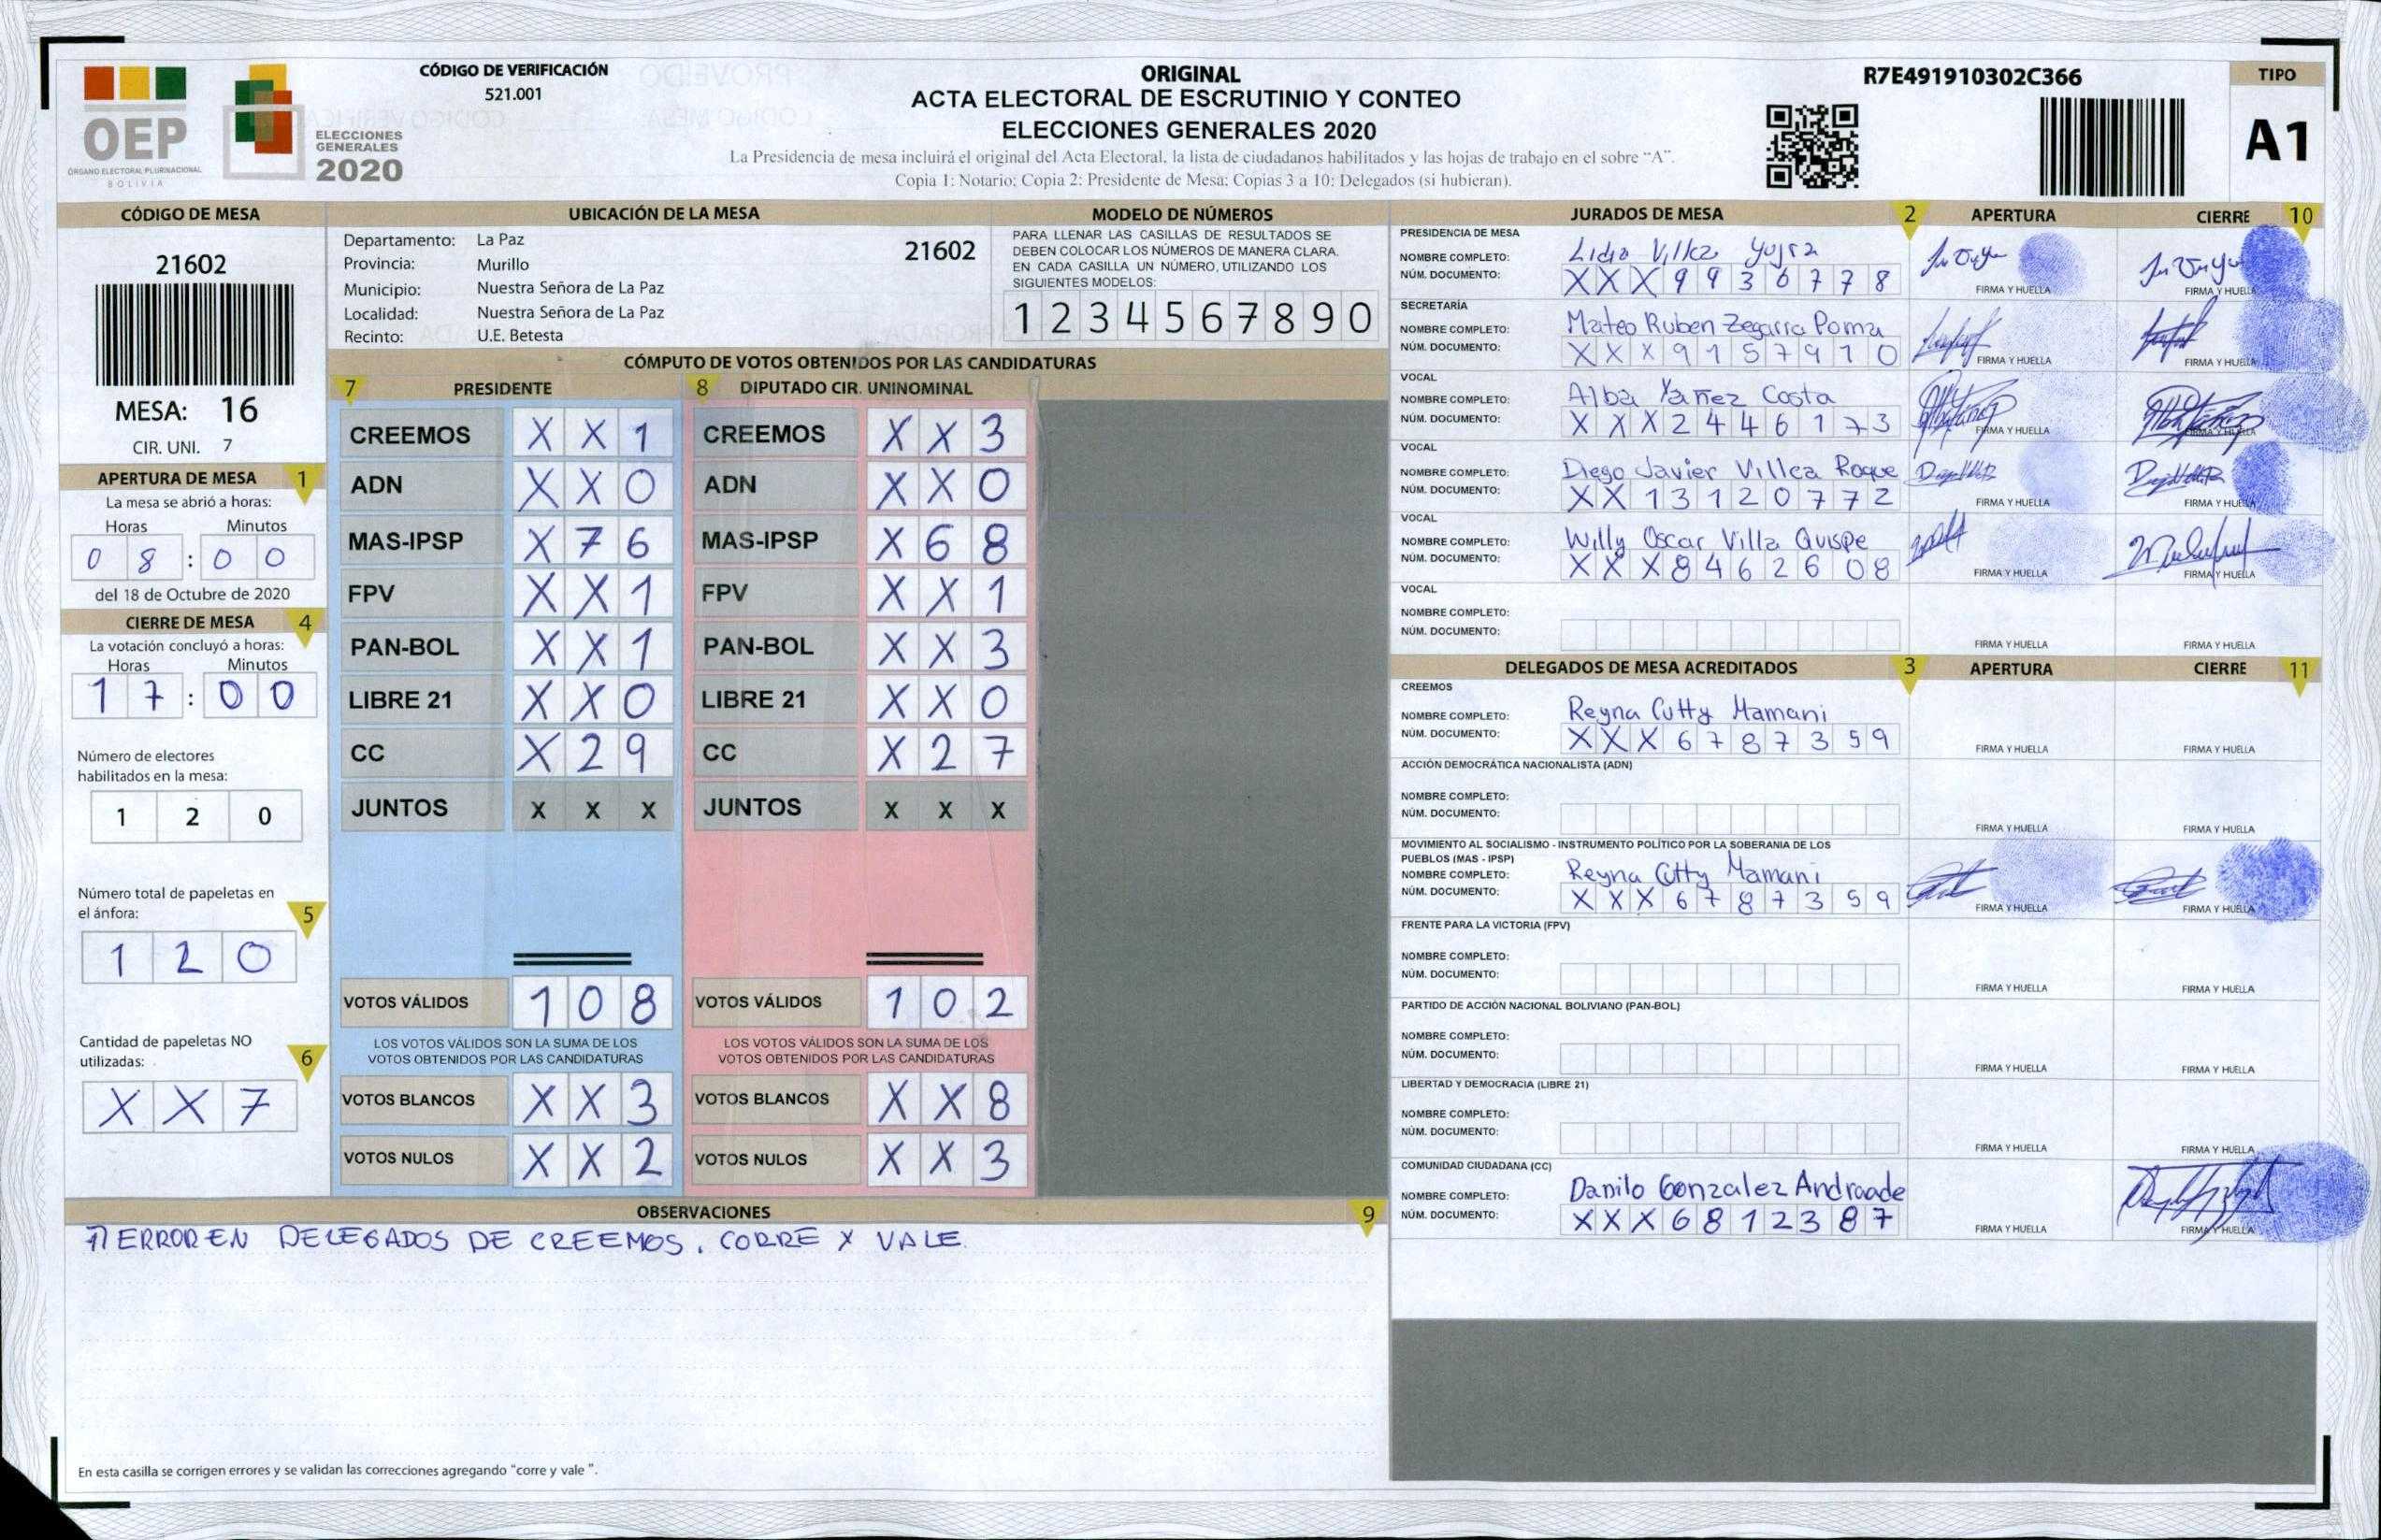 OEP
ÓRGANO ELECTORAL PLURINACIONAL
BOLIVIA
ELECCIONES
GENERALES
2020
CÓDIGO DE VERIFICACIÓN
521.001
ORIGINAL
ACTA ELECTORAL DE ESCRUTINIO Y CONTEO
ELECCIONES GENERALES 2020
La Presidencia de mesa incluirá el original del Acta Electoral, la lista de ciudadanos habilitados y las hojas de trabajo en el sobre “A”.
Copia 1: Notario; Copia 2: Presidente de Mesa; Copias 3 a 10: Delegados (si hubieran).
R7E491910302C366
TIPO
A1
CÓDIGO DE MESA
21602
MESA: 16
CIR. UNI. 7
APERTURA DE MESA 1
La mesa se abrió a horas:
Horas Minutos
0 8 : 0 0
del 18 de Octubre de 2020
CIERRE DE MESA 4
La votación concluyó a horas:
Horas Minutos
1 7 : 0 0
Número de electores
habilitados en la mesa:
1 2 0
Número total de papeletas en
el ánfora: 5
1 2 0
Cantidad de papeletas NO
utilizadas: 6
X X 7
UBICACIÓN DE LA MESA
Departamento: La Paz 21602
Provincia: Murillo
Municipio: Nuestra Señora de La Paz
Localidad: Nuestra Señora de La Paz
Recinto: U.E. Betesta
MODELO DE NÚMEROS
PARA LLENAR LAS CASILLAS DE RESULTADOS SE
DEBEN COLOCAR LOS NÚMEROS DE MANERA CLARA.
EN CADA CASILLA UN NÚMERO, UTILIZANDO LOS
SIGUIENTES MODELOS:
1 2 3 4 5 6 7 8 9 0
CÓMPUTO DE VOTOS OBTENIDOS POR LAS CANDIDATURAS
7 PRESIDENTE 8 DIPUTADO CIR. UNINOMINAL
CREEMOS X X 1 CREEMOS X X 3
ADN X X 0 ADN X X 0
MAS-IPSP X 7 6 MAS-IPSP X 6 8
FPV X X 1 FPV X X 1
PAN-BOL X X 1 PAN-BOL X X 3
LIBRE 21 X X 0 LIBRE 21 X X 0
CC X 2 9 CC X 2 7
JUNTOS X X X JUNTOS X X X
VOTOS VÁLIDOS 1 0 8 VOTOS VÁLIDOS 1 0 2
LOS VOTOS VÁLIDOS SON LA SUMA DE LOS LOS VOTOS VÁLIDOS SON LA SUMA DE LOS
VOTOS OBTENIDOS POR LAS CANDIDATURAS VOTOS OBTENIDOS POR LAS CANDIDATURAS
VOTOS BLANCOS X X 3 VOTOS BLANCOS X X 8
VOTOS NULOS X X 2 VOTOS NULOS X X 3
OBSERVACIONES 9
ERROR EN DELEGADOS DE CREEMOS. CORRE Y VALE
En esta casilla se corrigen errores y se validan las correcciones agregando “corre y vale ”.
JURADOS DE MESA 2 APERTURA CIERRE 10
PRESIDENCIA DE MESA
NOMBRE COMPLETO: Lidia Villca Yujra
NÚM. DOCUMENTO: X X X 9 9 3 6 7 7 8
FIRMA Y HUELLA FIRMA Y HUELLA
SECRETARÍA
NOMBRE COMPLETO: Mateo Ruben Zegarra Poma
NÚM. DOCUMENTO: X X X 9 1 5 7 9 1 0
FIRMA Y HUELLA FIRMA Y HUELLA
VOCAL
NOMBRE COMPLETO: Alba Yañez Costa
NÚM. DOCUMENTO: X X X 2 4 4 6 1 7 3
FIRMA Y HUELLA FIRMA Y HUELLA
VOCAL
NOMBRE COMPLETO: Diego Javier Villca Roque
NÚM. DOCUMENTO: X X 1 3 1 2 0 7 7 2
FIRMA Y HUELLA FIRMA Y HUELLA
VOCAL
NOMBRE COMPLETO: Willy Oscar Villa Quispe
NÚM. DOCUMENTO: X X X 8 4 6 2 6 0 8
FIRMA Y HUELLA FIRMA Y HUELLA
VOCAL
NOMBRE COMPLETO:
NÚM. DOCUMENTO:
FIRMA Y HUELLA FIRMA Y HUELLA
DELEGADOS DE MESA ACREDITADOS 3 APERTURA CIERRE 11
CREEMOS
NOMBRE COMPLETO: Reyna Cutty Mamani
NÚM. DOCUMENTO: X X X 6 7 8 7 3 5 9
FIRMA Y HUELLA FIRMA Y HUELLA
ACCIÓN DEMOCRÁTICA NACIONALISTA (ADN)
NOMBRE COMPLETO:
NÚM. DOCUMENTO:
FIRMA Y HUELLA FIRMA Y HUELLA
MOVIMIENTO AL SOCIALISMO - INSTRUMENTO POLÍTICO POR LA SOBERANIA DE LOS
PUEBLOS (MAS - IPSP)
NOMBRE COMPLETO: Reyna Cutty Mamani
NÚM. DOCUMENTO: X X X 6 7 8 7 3 5 9
FIRMA Y HUELLA FIRMA Y HUELLA
FRENTE PARA LA VICTORIA (FPV)
NOMBRE COMPLETO:
NÚM. DOCUMENTO:
FIRMA Y HUELLA FIRMA Y HUELLA
PARTIDO DE ACCIÓN NACIONAL BOLIVIANO (PAN-BOL)
NOMBRE COMPLETO:
NÚM. DOCUMENTO:
FIRMA Y HUELLA FIRMA Y HUELLA
LIBERTAD Y DEMOCRACIA (LIBRE 21)
NOMBRE COMPLETO:
NÚM. DOCUMENTO:
FIRMA Y HUELLA FIRMA Y HUELLA
COMUNIDAD CIUDADANA (CC)
NOMBRE COMPLETO: Danilo Gonzalez Andraade
NÚM. DOCUMENTO: X X X 6 8 1 2 3 8 7
FIRMA Y HUELLA FIRMA Y HUELLA